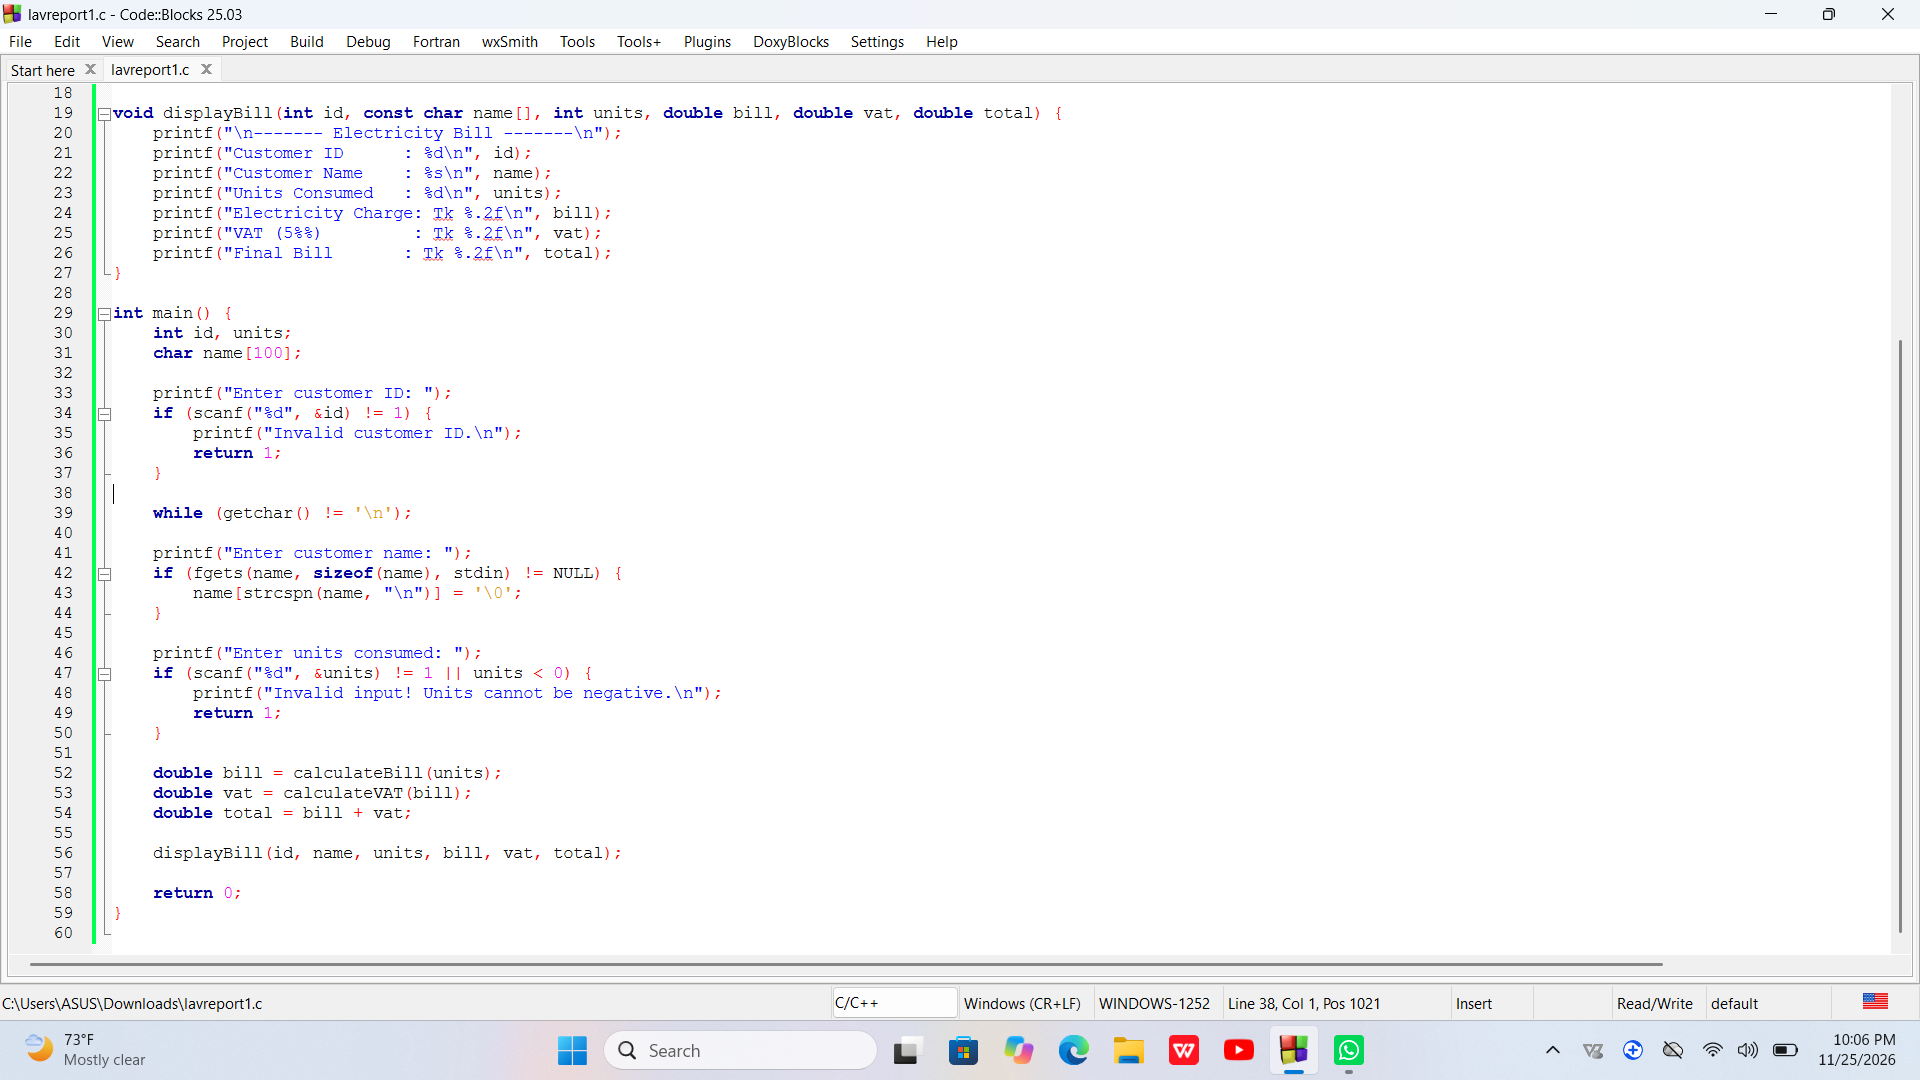 lavreport1.c - Code::Blocks 25.03
File Edit View Search Project Build Debug Fortran wxSmith Tools Tools+ Plugins DoxyBlocks Settings Help
Start here lavreport1.c
18
19 void displayBill(int id, const char name[], int units, double bill, double vat, double total) {
20     printf("\n------- Electricity Bill -------\n");
21     printf("Customer ID      : %d\n", id);
22     printf("Customer Name    : %s\n", name);
23     printf("Units Consumed   : %d\n", units);
24     printf("Electricity Charge: Tk %.2f\n", bill);
25     printf("VAT (5%%)         : Tk %.2f\n", vat);
26     printf("Final Bill       : Tk %.2f\n", total);
27 }
28
29 int main() {
30     int id, units;
31     char name[100];
32
33     printf("Enter customer ID: ");
34     if (scanf("%d", &id) != 1) {
35         printf("Invalid customer ID.\n");
36         return 1;
37     }
38
39     while (getchar() != '\n');
40
41     printf("Enter customer name: ");
42     if (fgets(name, sizeof(name), stdin) != NULL) {
43         name[strcspn(name, "\n")] = '\0';
44     }
45
46     printf("Enter units consumed: ");
47     if (scanf("%d", &units) != 1 || units < 0) {
48         printf("Invalid input! Units cannot be negative.\n");
49         return 1;
50     }
51
52     double bill = calculateBill(units);
53     double vat = calculateVAT(bill);
54     double total = bill + vat;
55
56     displayBill(id, name, units, bill, vat, total);
57
58     return 0;
59 }
60
C:\Users\ASUS\Downloads\lavreport1.c C/C++ Windows (CR+LF) WINDOWS-1252 Line 38, Col 1, Pos 1021 Insert Read/Write default
73°F
Mostly clear
Search
10:06 PM
11/25/2026